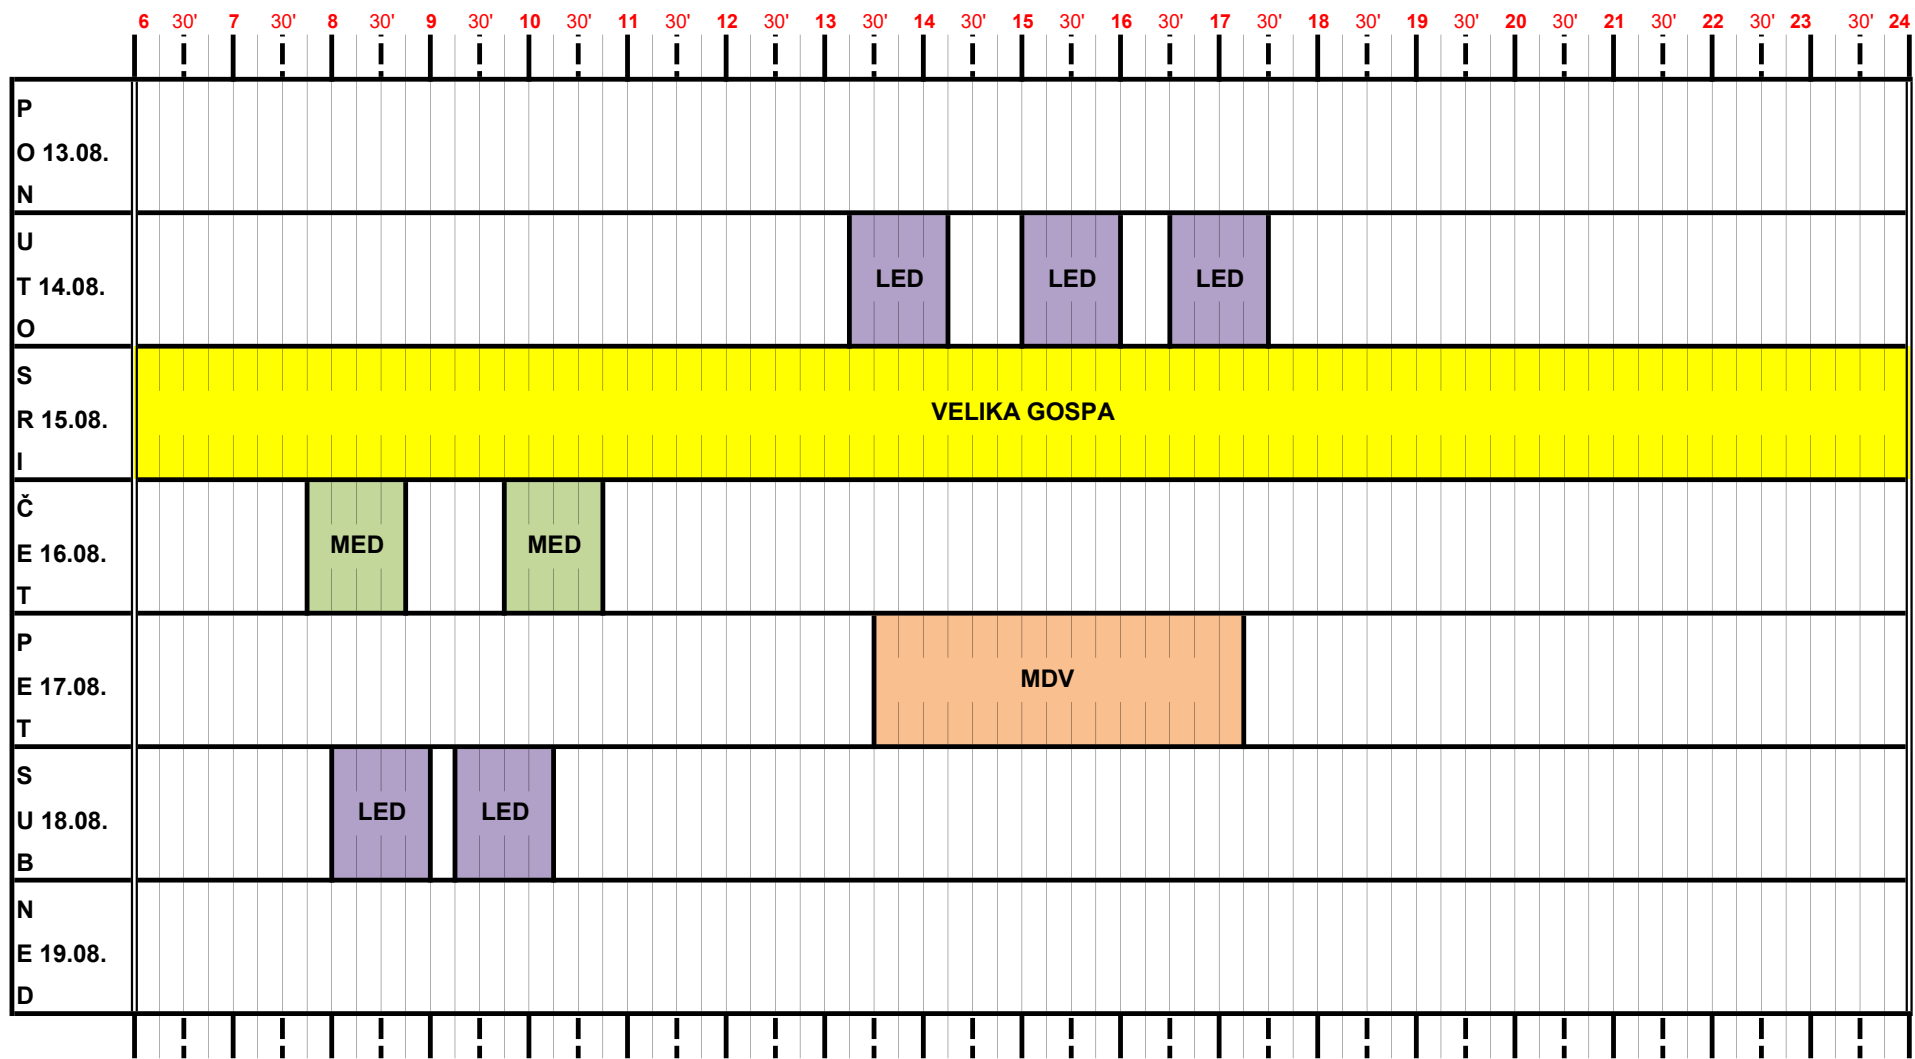 6 30' 7 30' 8 30' 9 30' 10 30' 11 30' 12 30' 13 30' 14 30' 15 30' 16 30' 17 30' 18 30' 19 30' 20 30' 21 30' 22 30' 23 30' 24
P
O 13.08.
N
U
T 14.08. LED LED LED
O
S
R 15.08. VELIKA GOSPA
I
Č
E 16.08. MED MED
T
P
E 17.08. MDV
T
S
U 18.08. LED LED
B
N
E 19.08.
D